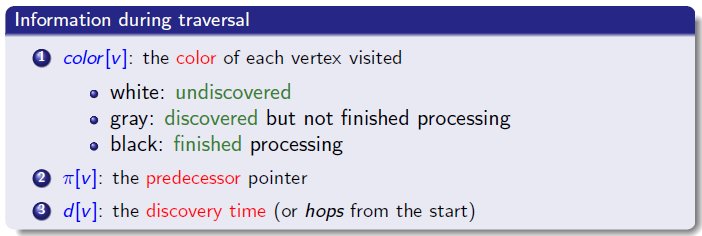 Information during traversal
1 color[v]: the color of each vertex visited
• white: undiscovered
• gray: discovered but not finished processing
• black: finished processing
2 π[v]: the predecessor pointer
3 d[v]: the discovery time (or hops from the start)